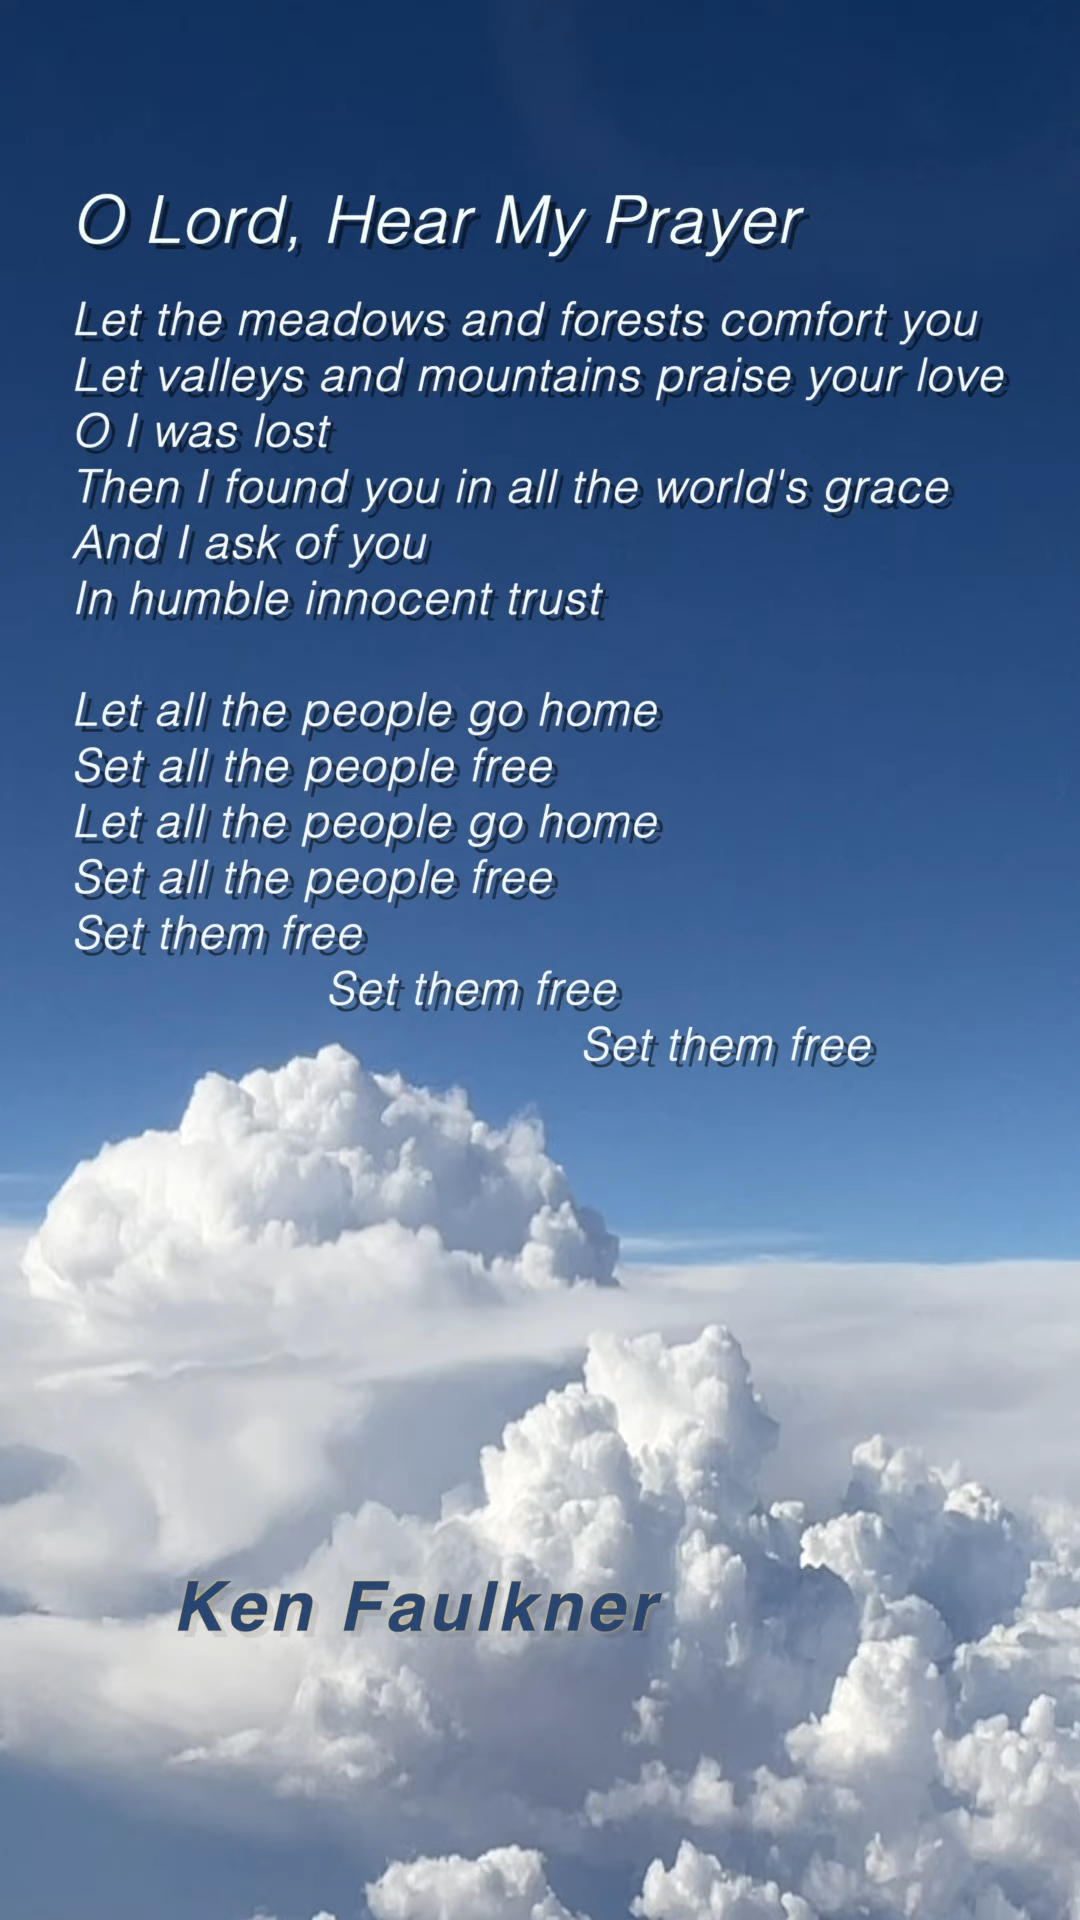 O Lord, Hear My Prayer
Let the meadows and forests comfort you
Let valleys and mountains praise your love
O I was lost
Then I found you in all the world's grace
And I ask of you
In humble innocent trust
Let all the people go home
Set all the people free
Let all the people go home
Set all the people free
Set them free
Set them free
Set them free
Ken Faulkner